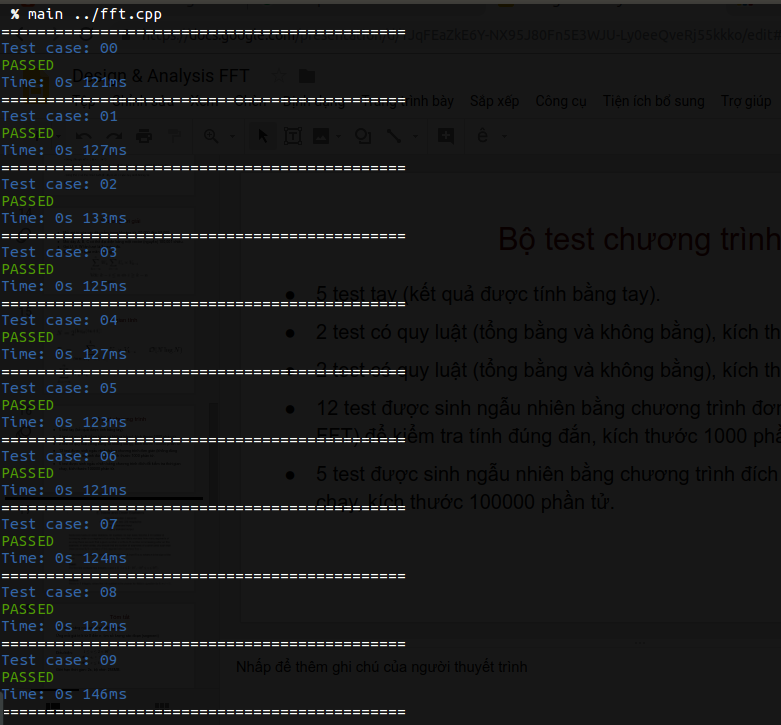 % main ../fft.cpp
=============================================
Test case: 00
PASSED
Time: 0s 121ms
=============================================
Test case: 01
PASSED
Time: 0s 127ms
=============================================
Test case: 02
PASSED
Time: 0s 133ms
=============================================
Test case: 03
PASSED
Time: 0s 125ms
=============================================
Test case: 04
PASSED
Time: 0s 127ms
=============================================
Test case: 05
PASSED
Time: 0s 123ms
=============================================
Test case: 06
PASSED
Time: 0s 121ms
=============================================
Test case: 07
PASSED
Time: 0s 124ms
=============================================
Test case: 08
PASSED
Time: 0s 122ms
=============================================
Test case: 09
PASSED
Time: 0s 146ms
=============================================
Design & Analysis FFT
trình bày Sắp xếp Công cụ Tiện ích bổ sung Trợ giúp
Bộ test chương trình
● 5 test tay (kết quả được tính bằng tay).
● 2 test có quy luật (tổng bằng và không bằng), kích th
● 2 test có quy luật (tổng bằng và không bằng), kích th
● 12 test được sinh ngẫu nhiên bằng chương trình đơn
FFT) để kiểm tra tính đúng đắn, kích thước 1000 phầ
● 5 test được sinh ngẫu nhiên bằng chương trình đích
chạy, kích thước 100000 phần tử.
Nhấp để thêm ghi chú của người thuyết trình